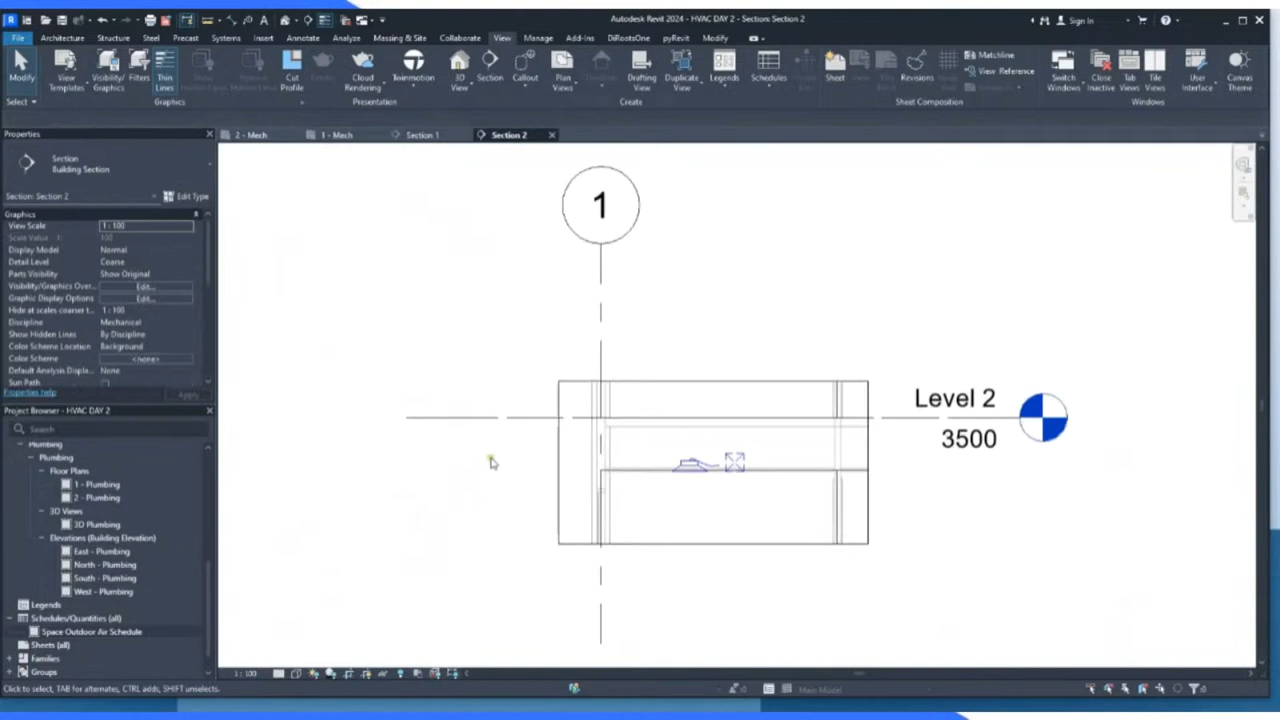 Autodesk Revit 2024 - HVAC DAY 2 - Section: Section 2
Sign In
File Architecture Structure Steel Precast Systems Insert Annotate Analyze Massing & Site Collaborate View Manage Add-Ins DiRootsOne pyRevit Modify
Modify
View Templates
Visibility/ Graphics
Filters
Thin Lines
Cut Profile
Cloud Rendering
Twinmotion
3D View
Section
Callout
Plan Views
Drafting View
Duplicate View
Legends
Schedules
Sheet
Revisions
Matchline
View Reference
Switch Windows
Close Inactive
Tab Views
Tile Views
User Interface
Canvas Theme
Select
Graphics
Presentation
Create
Sheet Composition
Windows
Properties
2 - Mech
1 - Mech
Section 1
Section 2
Section
Building Section
Section: Section 2
Edit Type
Graphics
View Scale 1 : 100
Scale Value 1: 100
Display Model Normal
Detail Level Coarse
Parts Visibility Show Original
Visibility/Graphics Over... Edit...
Graphic Display Options Edit...
Hide at scales coarser t... 1 : 100
Discipline Mechanical
Show Hidden Lines By Discipline
Color Scheme Location Background
Color Scheme <none>
Default Analysis Displa... None
Sun Path
Properties help
Apply
Project Browser - HVAC DAY 2
Search
Plumbing
Plumbing
Floor Plans
1 - Plumbing
2 - Plumbing
3D Views
3D Plumbing
Elevations (Building Elevation)
East - Plumbing
North - Plumbing
South - Plumbing
West - Plumbing
Legends
Schedules/Quantities (all)
Space Outdoor Air Schedule
Sheets (all)
Families
Groups
1
Level 2
3500
1 : 100
Click to select, TAB for alternates, CTRL adds, SHIFT unselects.
:0
Main Model
:0